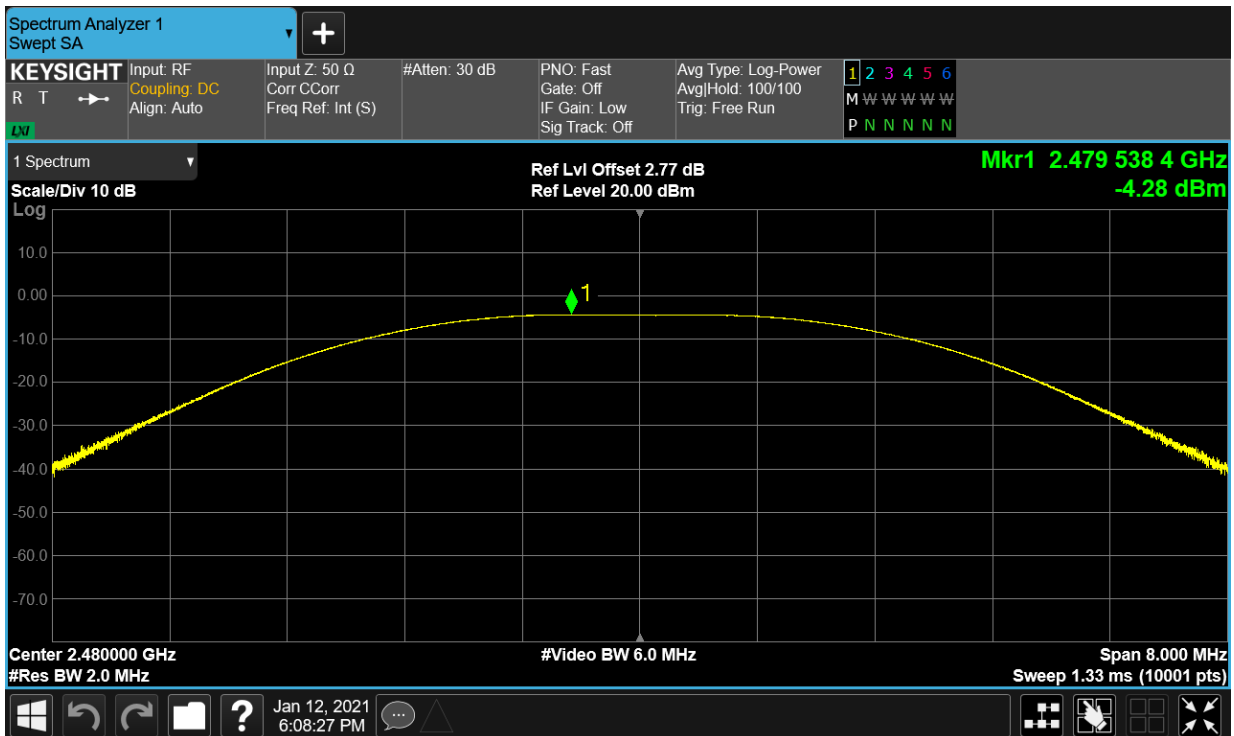 Spectrum Analyzer 1
Swept SA
+
KEYSIGHT
R T
LXI
Input: RF
Coupling: DC
Align: Auto
Input Z: 50 Ω
Corr CCorr
Freq Ref: Int (S)
#Atten: 30 dB
PNO: Fast
Gate: Off
IF Gain: Low
Sig Track: Off
Avg Type: Log-Power
Avg|Hold: 100/100
Trig: Free Run
1 2 3 4 5 6
M W W W W W
P N N N N N
1 Spectrum
Scale/Div 10 dB
Ref Lvl Offset 2.77 dB
Ref Level 20.00 dBm
Mkr1 2.479 538 4 GHz
-4.28 dBm
Log
10.0
0.00
-10.0
-20.0
-30.0
-40.0
-50.0
-60.0
-70.0
1
Center 2.480000 GHz
#Res BW 2.0 MHz
#Video BW 6.0 MHz
Span 8.000 MHz
Sweep 1.33 ms (10001 pts)
?
Jan 12, 2021
6:08:27 PM